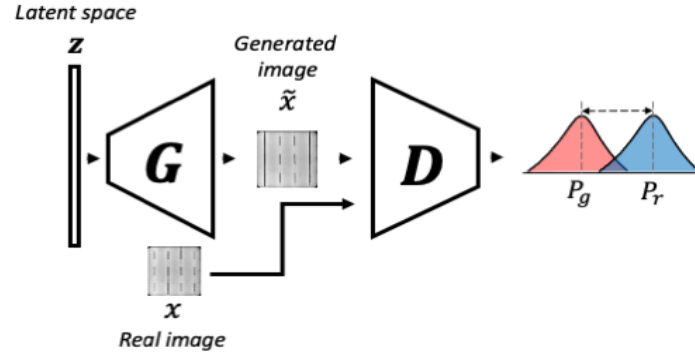 Latent space
z
Generated
image
x̃
G
D
P_g
P_r
x
Real image